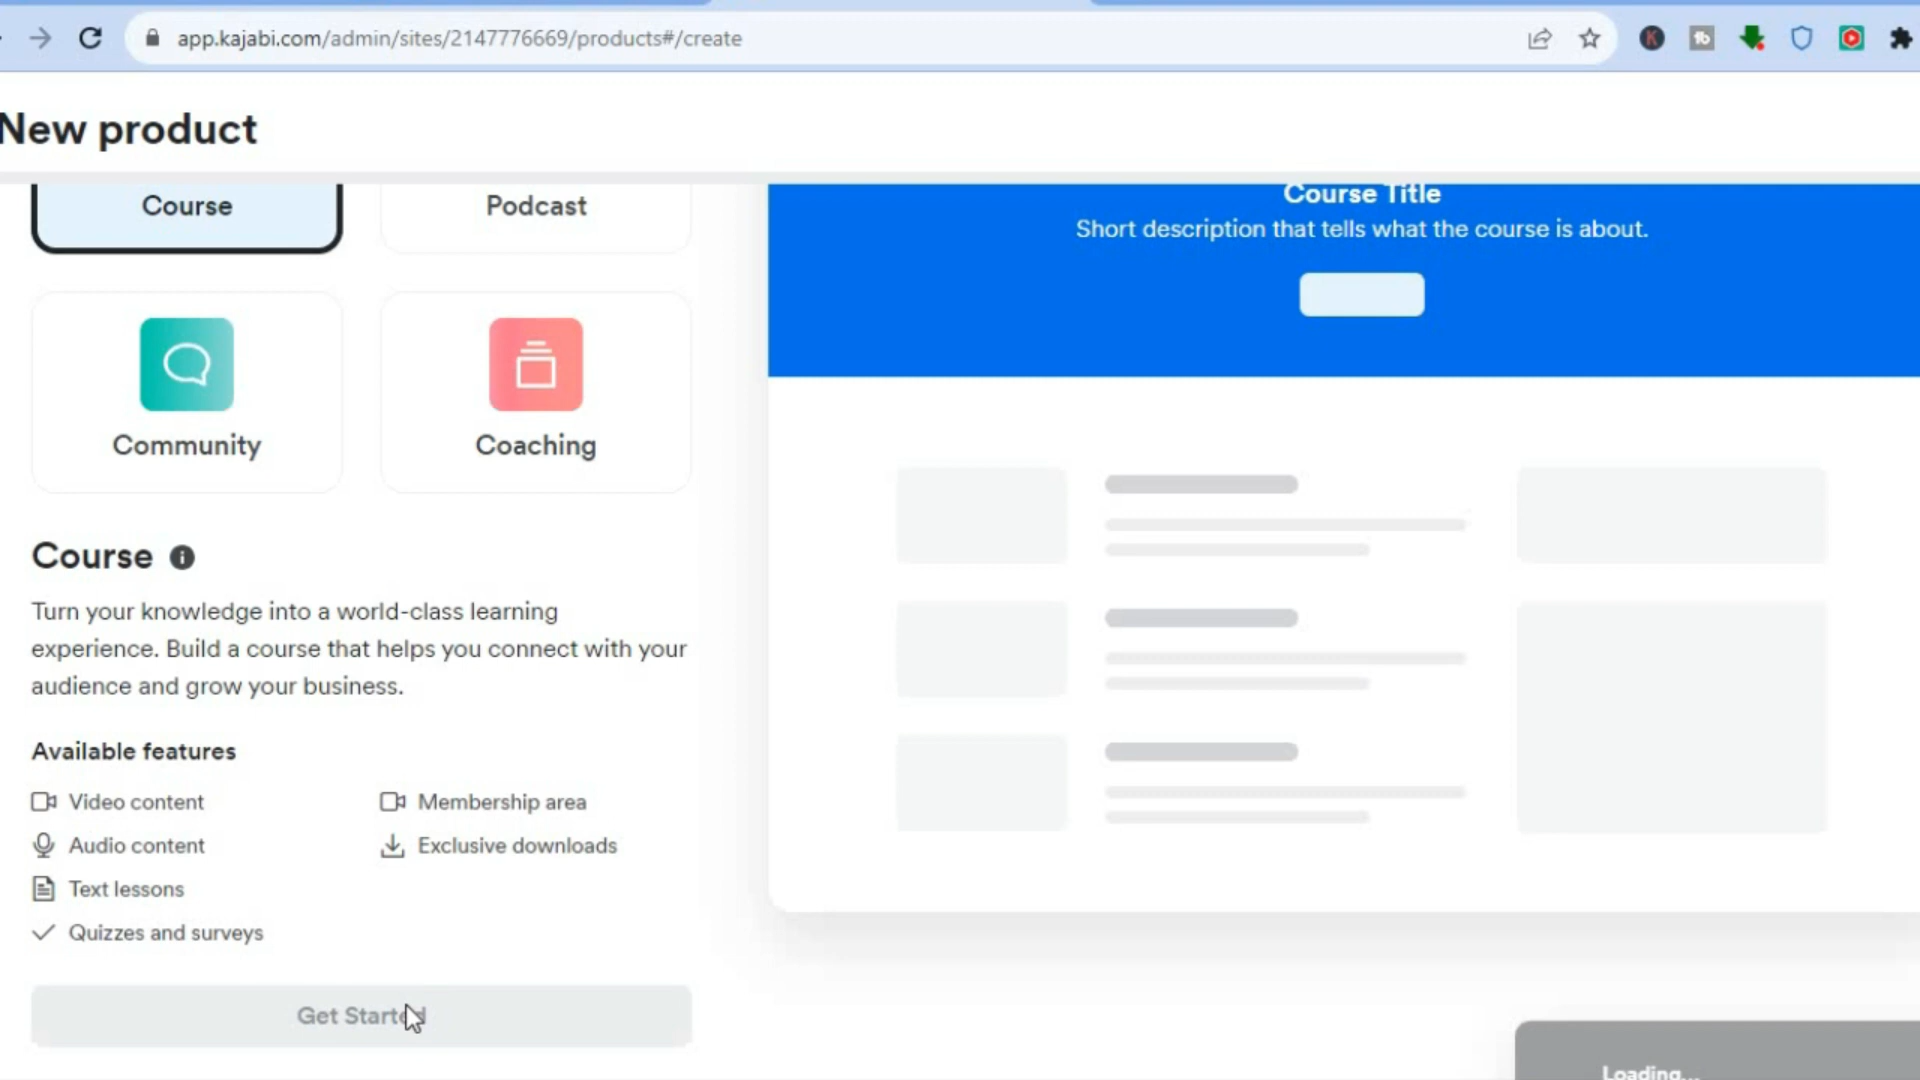 app.kajabi.com/admin/sites/2147776669/products#/create
New product
Course
Podcast
Community
Coaching
Course
Turn your knowledge into a world-class learning
experience. Build a course that helps you connect with your
audience and grow your business.
Available features
Video content
Membership area
Audio content
Exclusive downloads
Text lessons
Quizzes and surveys
Get Started
Course Title
Short description that tells what the course is about.
Loading...